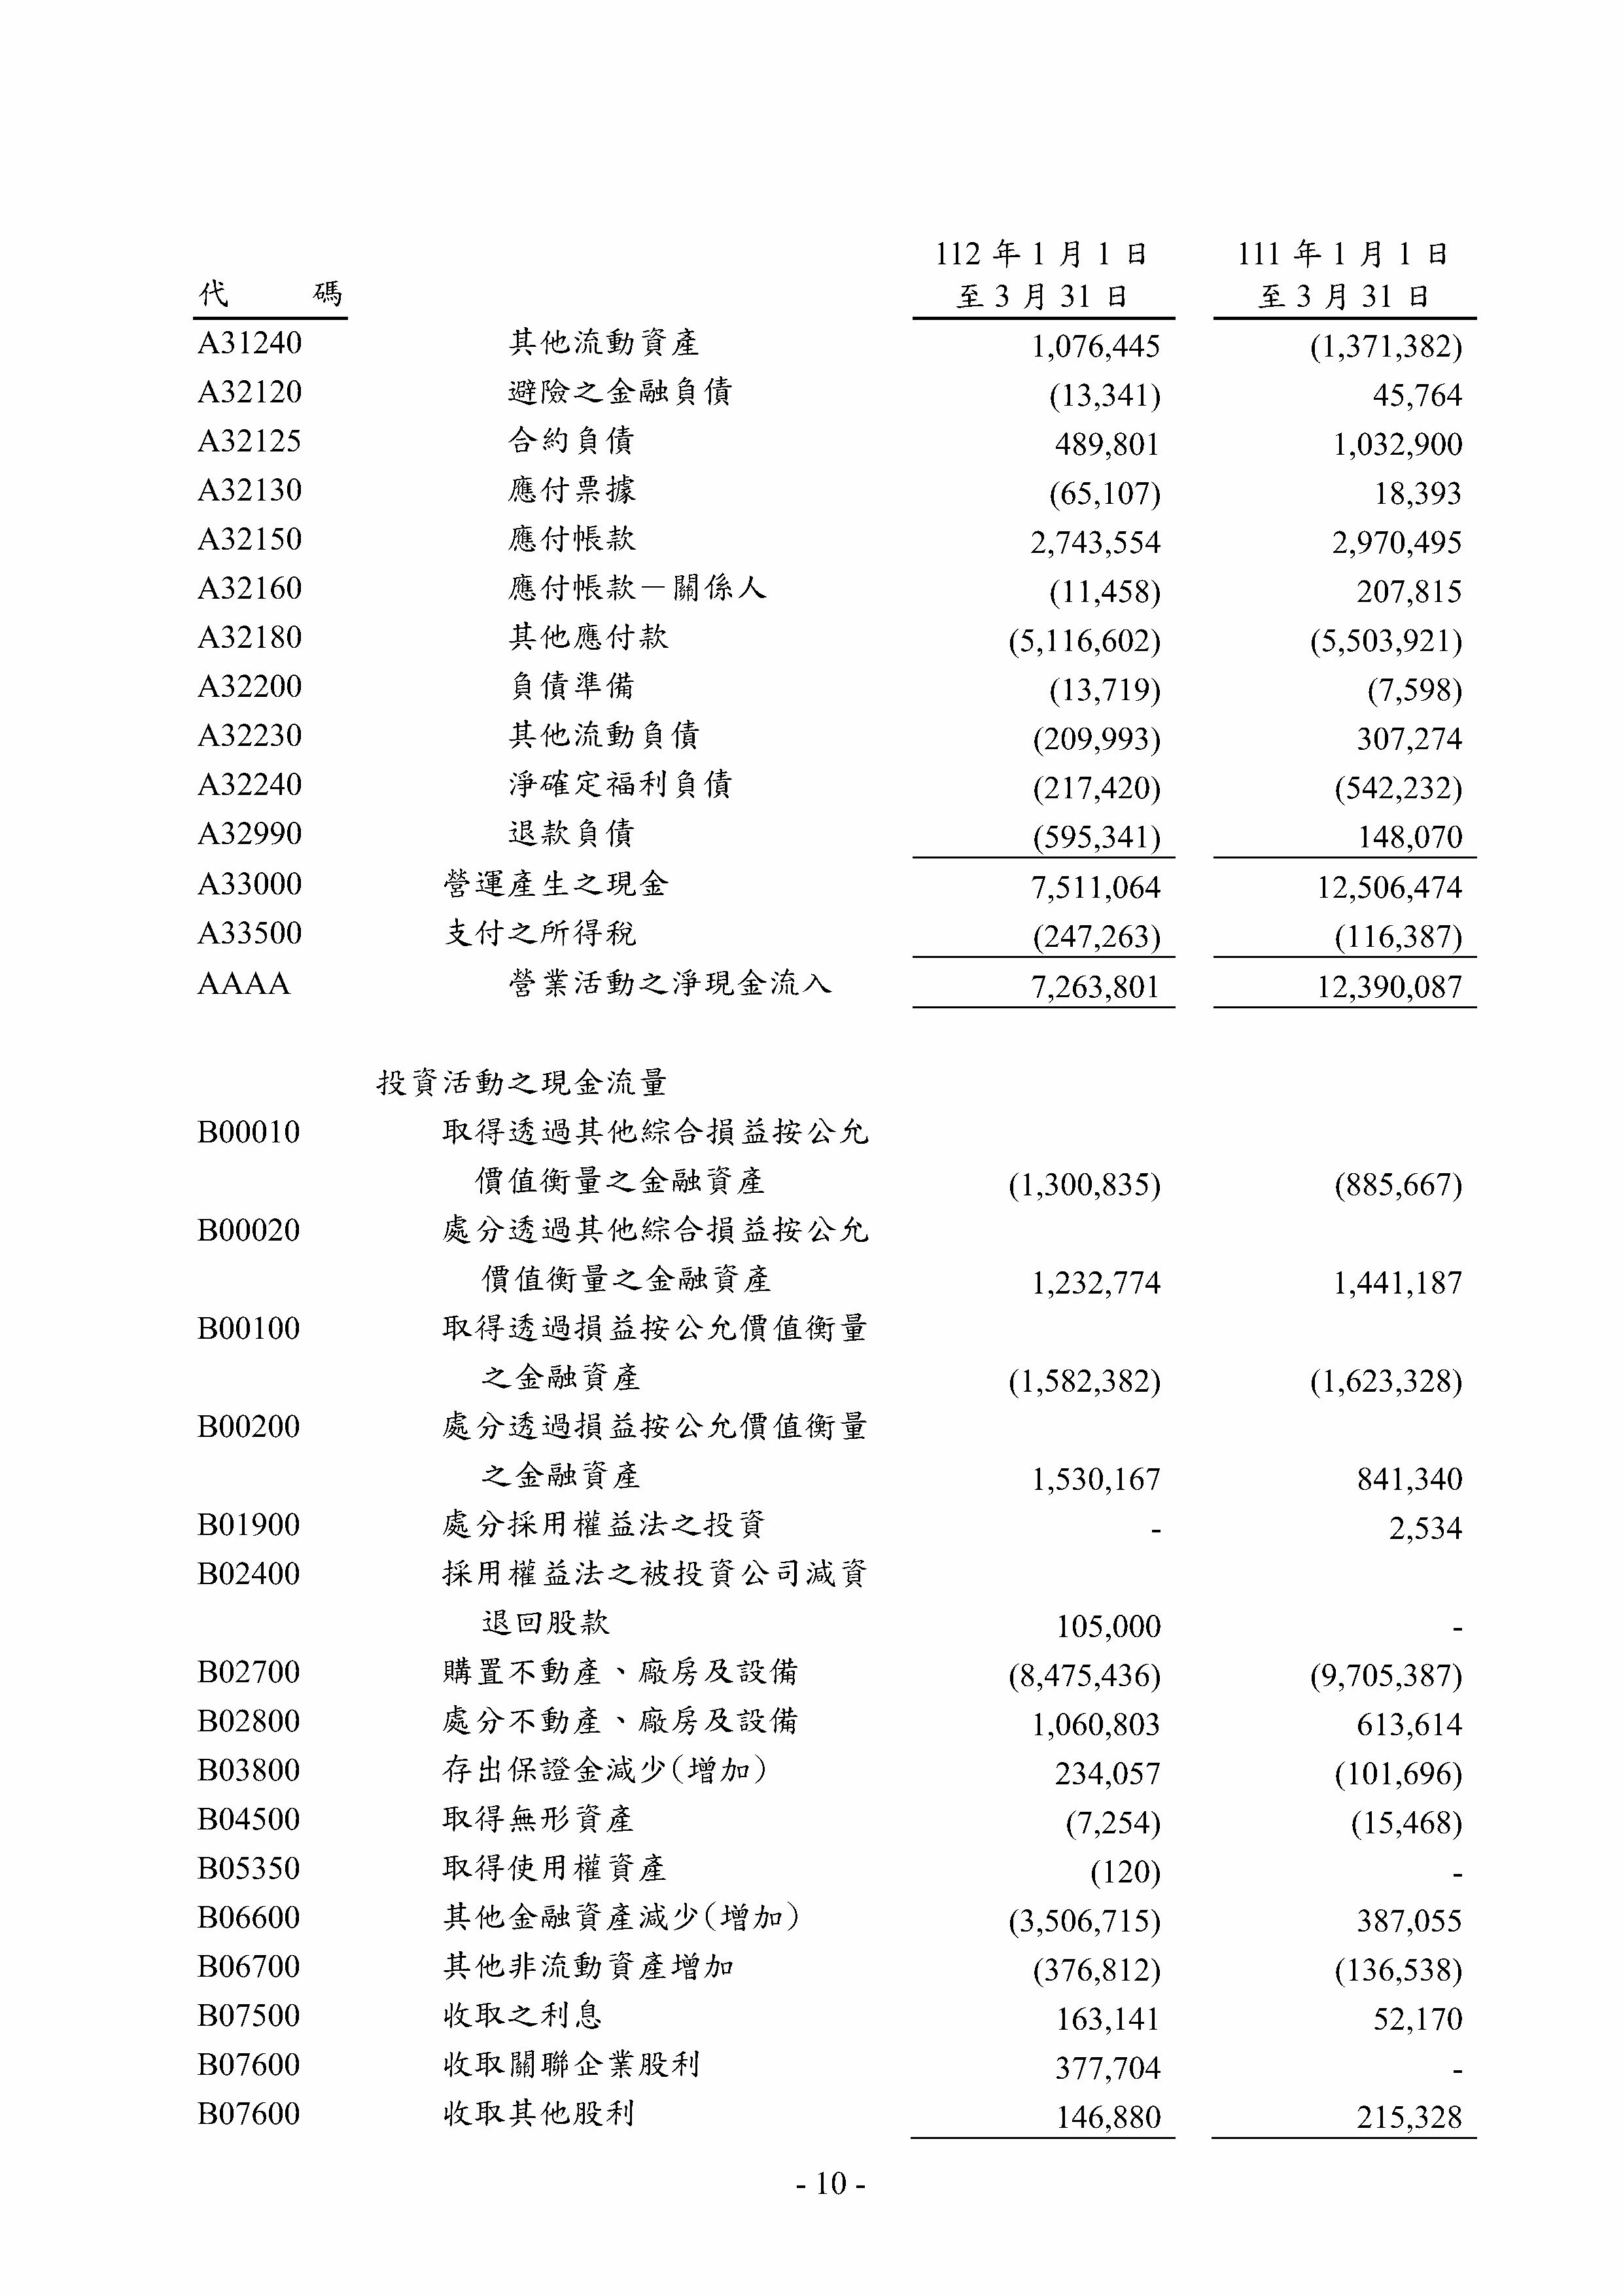 112 年 1 月 1 日 111 年 1 月 1 日
代 碼 至 3 月 31 日 至 3 月 31 日
A31240 其他流動資產 1,076,445 (1,371,382)
A32120 避險之金融負債 (13,341) 45,764
A32125 合約負債 489,801 1,032,900
A32130 應付票據 (65,107) 18,393
A32150 應付帳款 2,743,554 2,970,495
A32160 應付帳款－關係人 (11,458) 207,815
A32180 其他應付款 (5,116,602) (5,503,921)
A32200 負債準備 (13,719) (7,598)
A32230 其他流動負債 (209,993) 307,274
A32240 淨確定福利負債 (217,420) (542,232)
A32990 退款負債 (595,341) 148,070
A33000 營運產生之現金 7,511,064 12,506,474
A33500 支付之所得稅 (247,263) (116,387)
AAAA 營業活動之淨現金流入 7,263,801 12,390,087
投資活動之現金流量
B00010 取得透過其他綜合損益按公允
價值衡量之金融資產 (1,300,835) (885,667)
B00020 處分透過其他綜合損益按公允
價值衡量之金融資產 1,232,774 1,441,187
B00100 取得透過損益按公允價值衡量
之金融資產 (1,582,382) (1,623,328)
B00200 處分透過損益按公允價值衡量
之金融資產 1,530,167 841,340
B01900 處分採用權益法之投資 - 2,534
B02400 採用權益法之被投資公司減資
退回股款 105,000 -
B02700 購置不動產、廠房及設備 (8,475,436) (9,705,387)
B02800 處分不動產、廠房及設備 1,060,803 613,614
B03800 存出保證金減少(增加) 234,057 (101,696)
B04500 取得無形資產 (7,254) (15,468)
B05350 取得使用權資產 (120) -
B06600 其他金融資產減少(增加) (3,506,715) 387,055
B06700 其他非流動資產增加 (376,812) (136,538)
B07500 收取之利息 163,141 52,170
B07600 收取關聯企業股利 377,704 -
B07600 收取其他股利 146,880 215,328
- 10 -